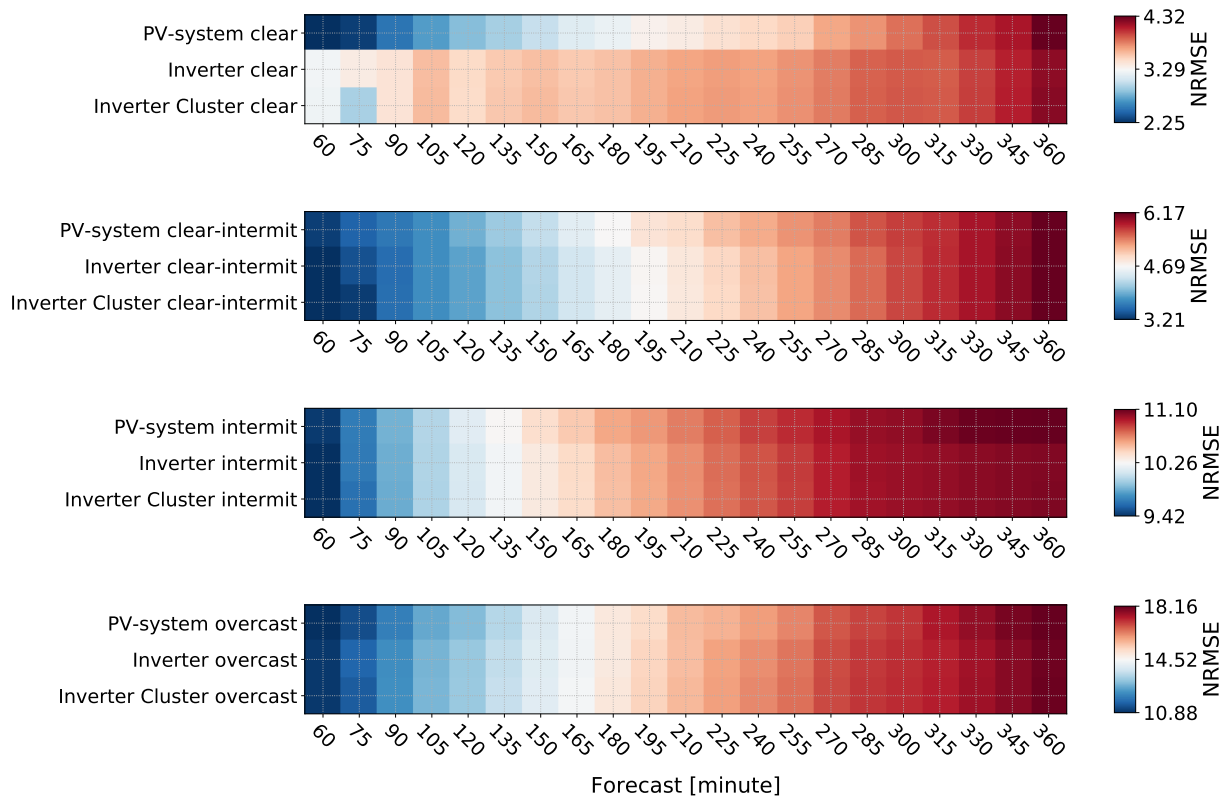 PV-system clear
Inverter clear
Inverter Cluster clear
60 75 90 105 120 135 150 165 180 195 210 225 240 255 270 285 300 315 330 345 360
4.32
3.29
2.25
NRMSE
PV-system clear-intermit
Inverter clear-intermit
Inverter Cluster clear-intermit
60 75 90 105 120 135 150 165 180 195 210 225 240 255 270 285 300 315 330 345 360
6.17
4.69
3.21
NRMSE
PV-system intermit
Inverter intermit
Inverter Cluster intermit
60 75 90 105 120 135 150 165 180 195 210 225 240 255 270 285 300 315 330 345 360
11.10
10.26
9.42
NRMSE
PV-system overcast
Inverter overcast
Inverter Cluster overcast
60 75 90 105 120 135 150 165 180 195 210 225 240 255 270 285 300 315 330 345 360
18.16
14.52
10.88
NRMSE
Forecast [minute]